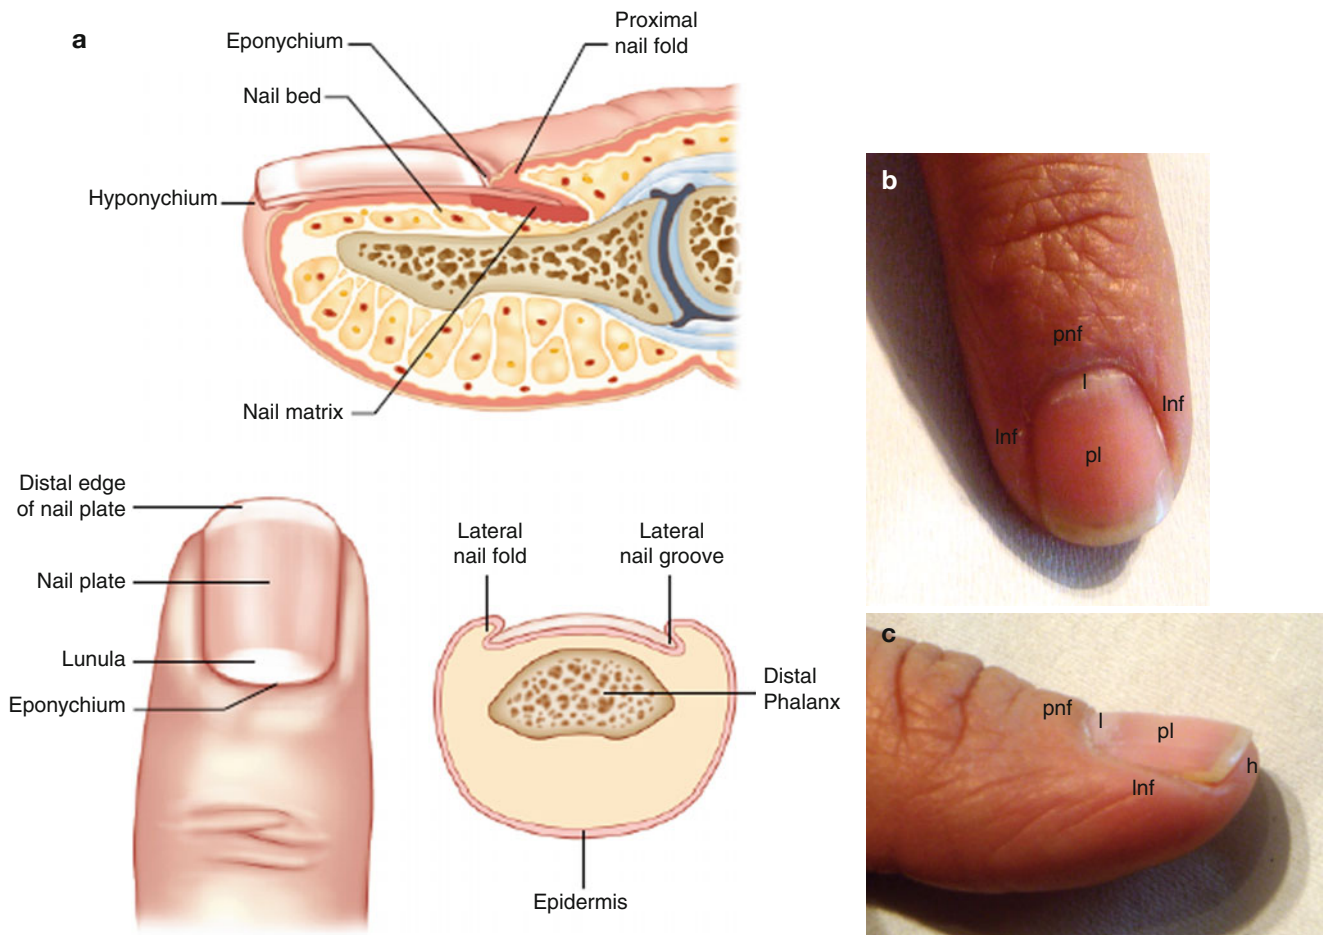 a
Eponychium
Proximal
nail fold
Nail bed
Hyponychium
Nail matrix
Distal edge
of nail plate
Nail plate
Lunula
Eponychium
Lateral
nail fold
Lateral
nail groove
Distal
Phalanx
Epidermis
b
pnf
l
lnf
lnf
pl
c
pnf
l
pl
h
lnf